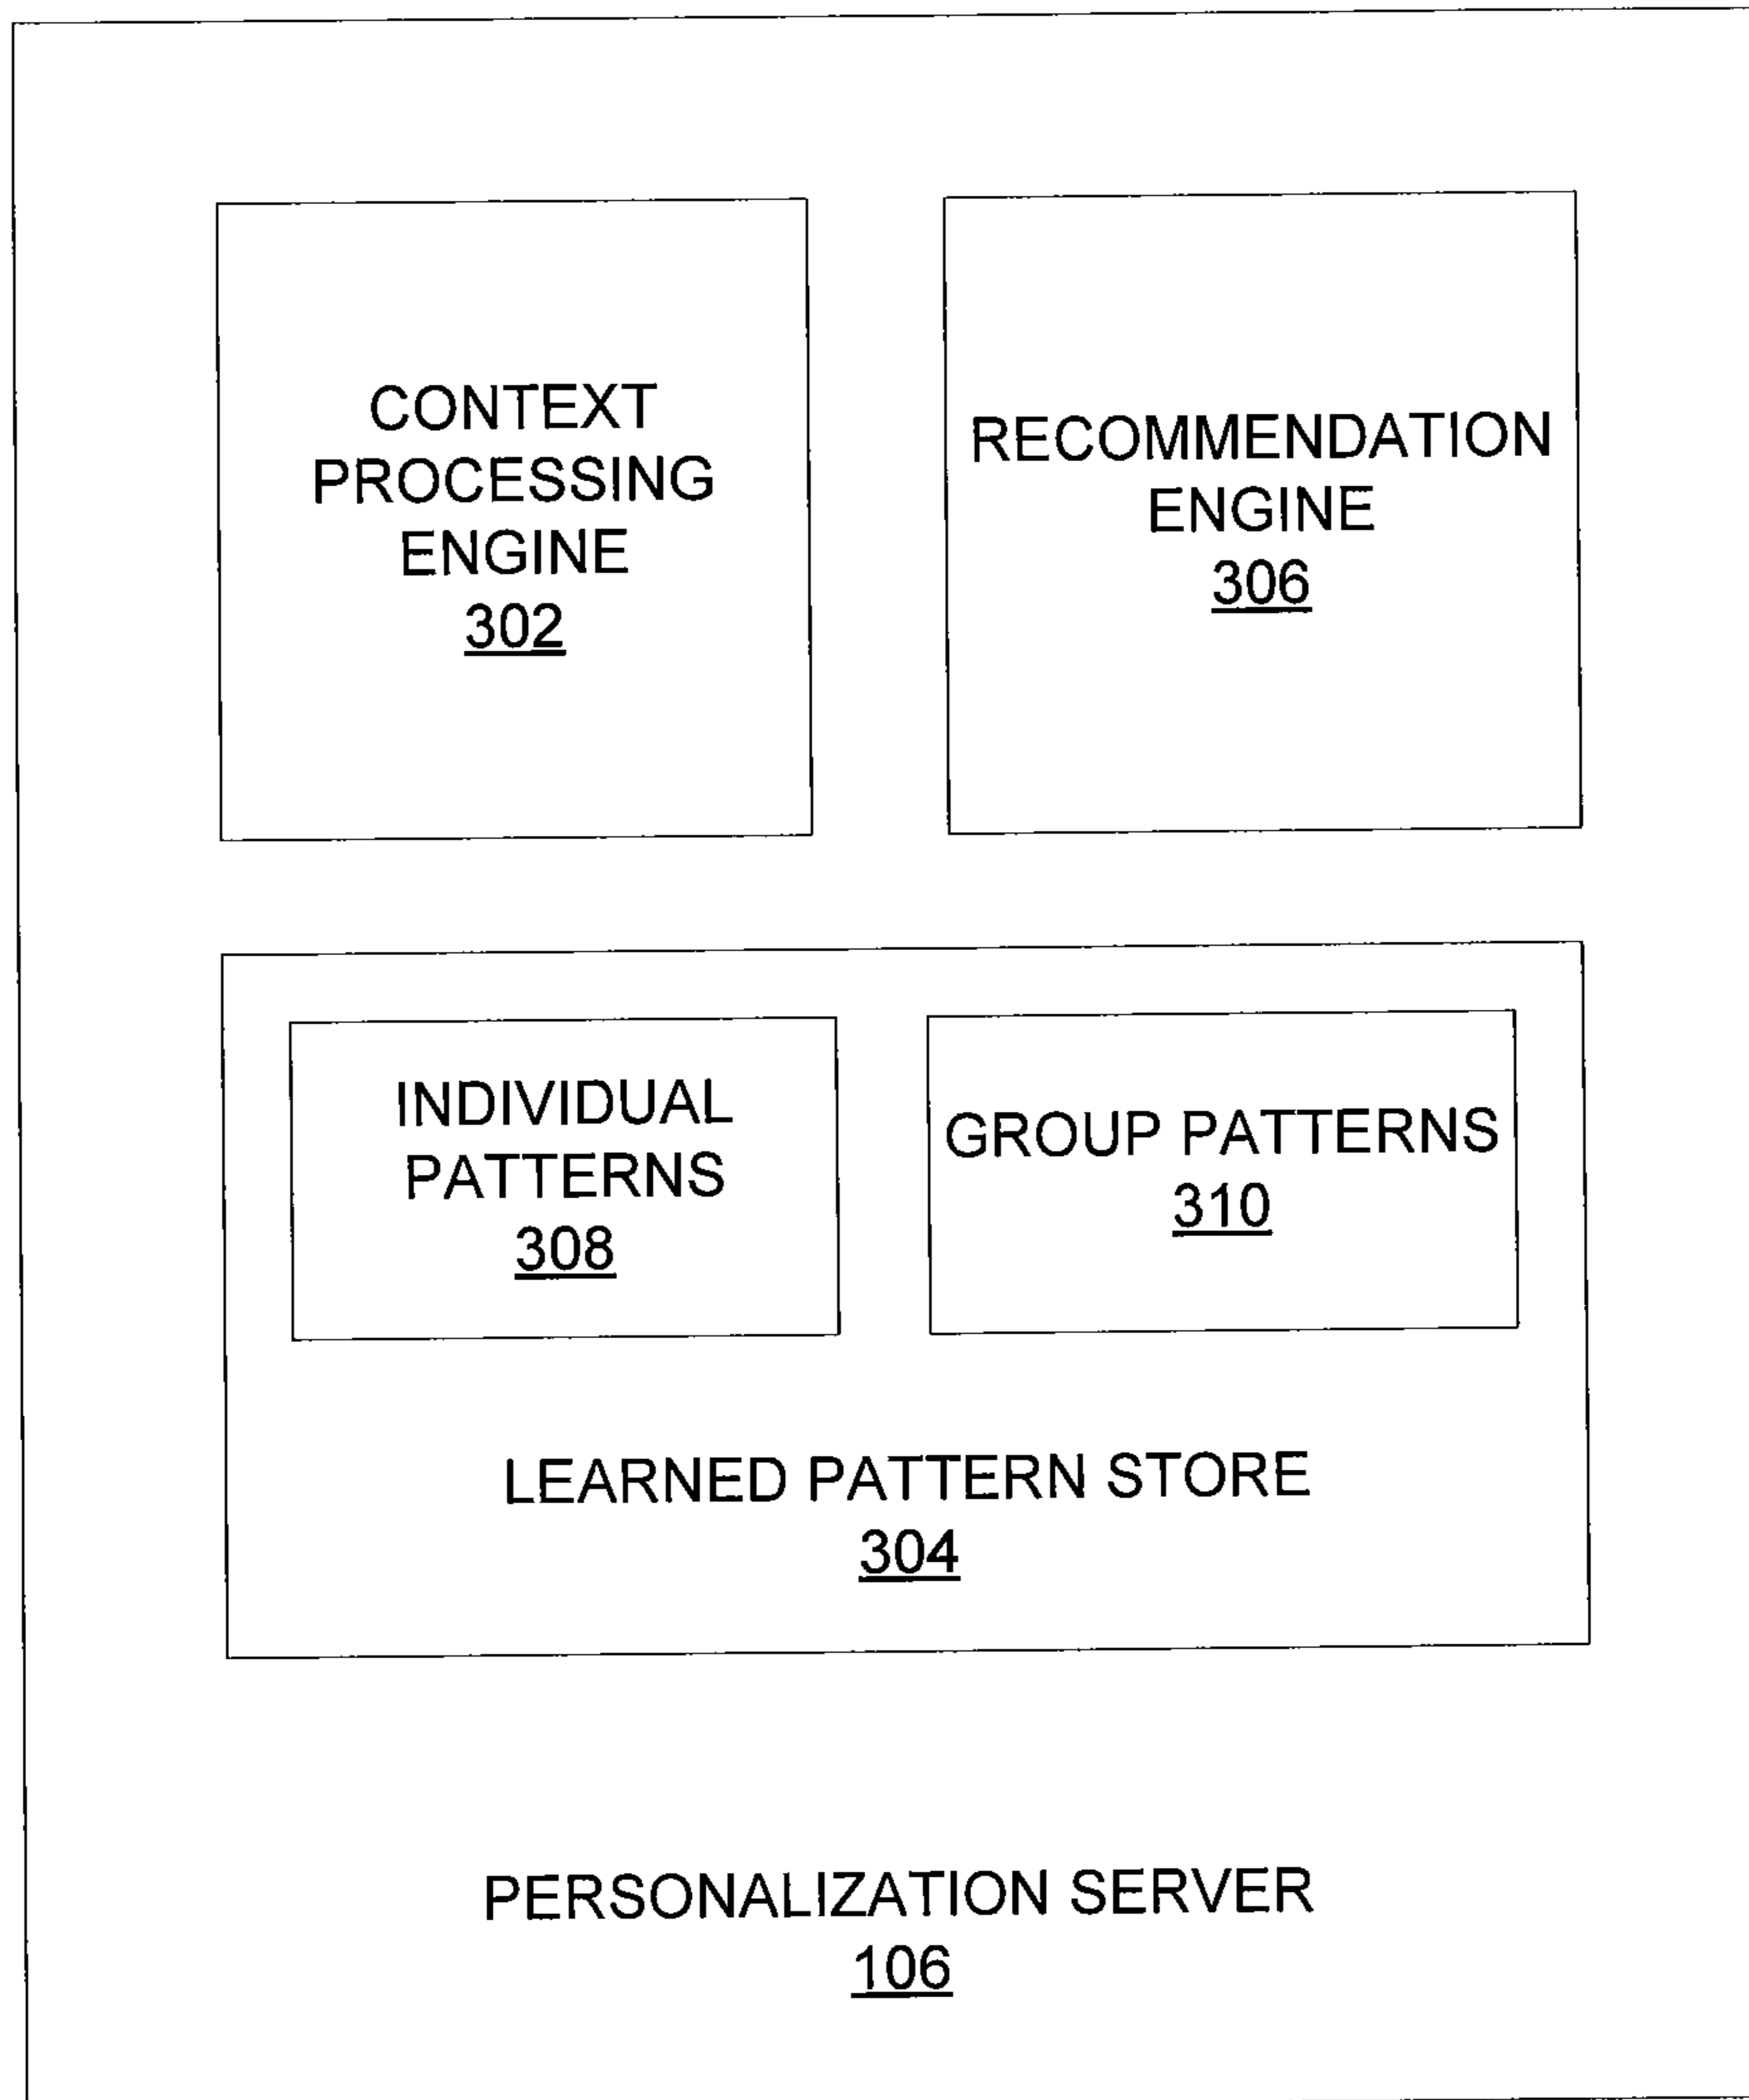 CONTEXT
PROCESSING
ENGINE
302
RECOMMENDATION
ENGINE
306
INDIVIDUAL
PATTERNS
308
GROUP PATTERNS
310
LEARNED PATTERN STORE
304
PERSONALIZATION SERVER
106